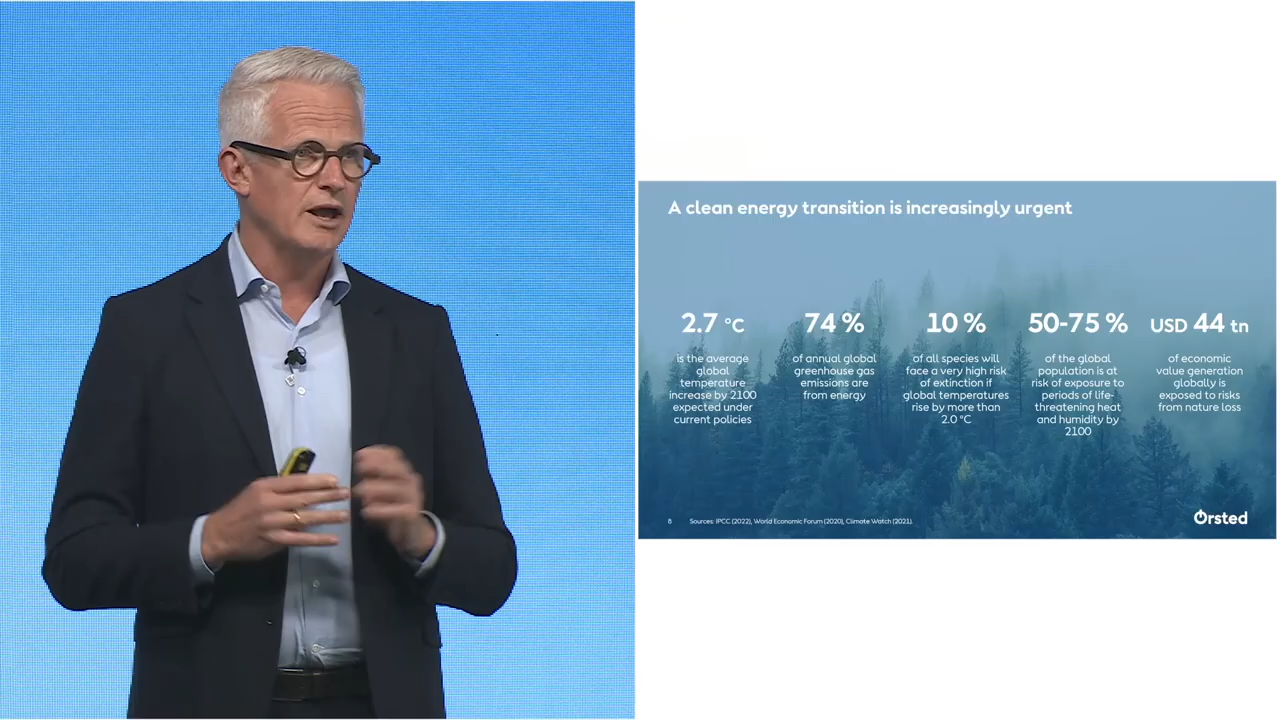 A clean energy transition is increasingly urgent
2.7 °C
is the average
global
temperature
increase by 2100
expected under
current policies
74 %
of annual global
greenhouse gas
emissions are
from energy
10 %
of all species will
face a very high risk
of extinction if
global temperatures
rise by more than
2.0 °C
50-75 %
of the global
population is at
risk of exposure to
periods of life-
threatening heat
and humidity by
2100
USD 44 tn
of economic
value generation
globally is
exposed to risks
from nature loss
8 Sources: IPCC (2022), World Economic Forum (2020), Climate Watch (2021).
Ørsted